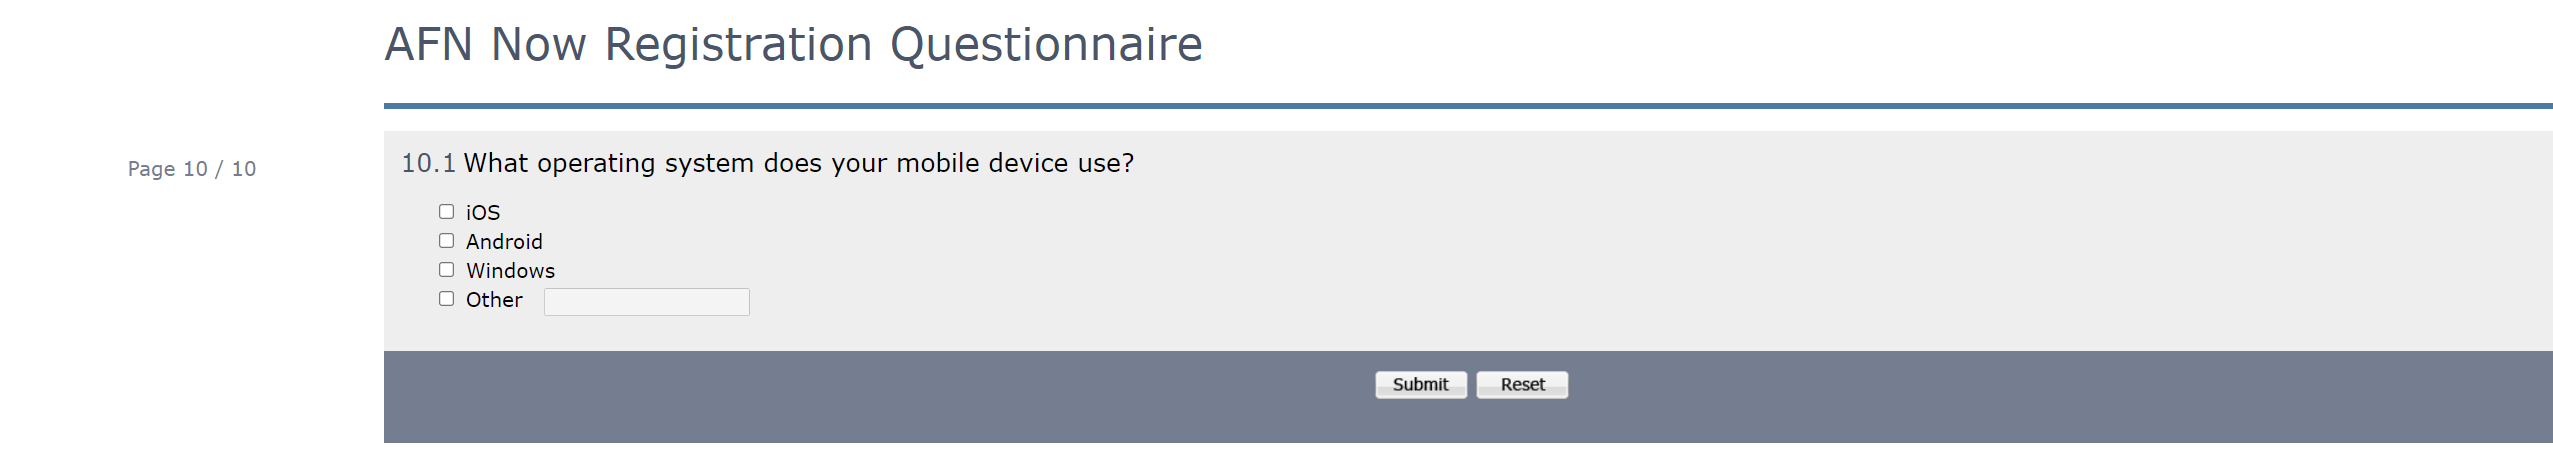 AFN Now Registration Questionnaire
Page 10 / 10
10.1 What operating system does your mobile device use?
iOS
Android
Windows
Other
Submit Reset